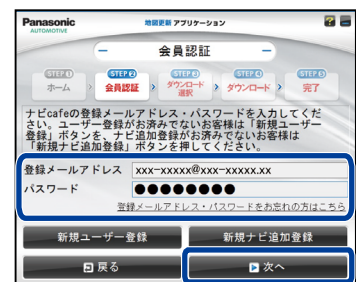 Panasonic
AUTOMOTIVE
地図更新 アプリケーション
?
会員認証
STEP① STEP② STEP③ STEP④ STEP⑤
ホーム 会員認証 ダウンロード選択 ダウンロード 完了
ナビcafeの登録メールアドレス・パスワードを入力してくだ
さい。ユーザー登録がお済みでないお客様は「新規ユーザー
登録」ボタンを、ナビ追加登録がお済みでないお客様は
「新規ナビ追加登録」ボタンを押してください。
登録メールアドレス xxx-xxxxx@xxx-xxxxx.xx
パスワード ●●●●●●●●
登録メールアドレス・パスワードをお忘れの方はこちら
新規ユーザー登録 新規ナビ追加登録
戻る 次へ